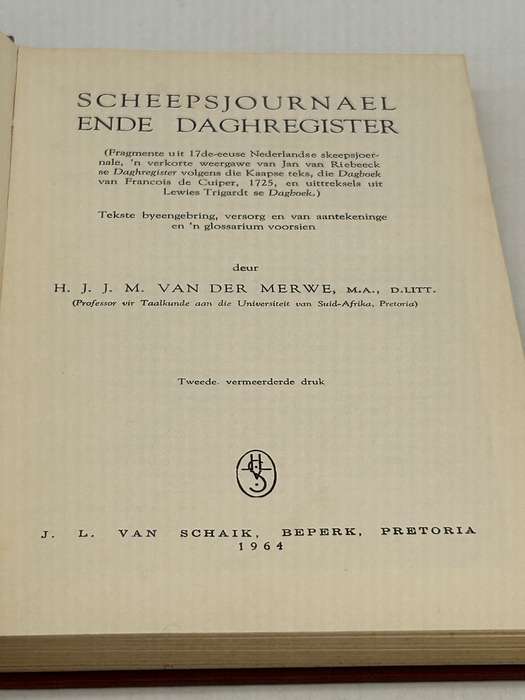 SCHEEPSJOURNAEL
ENDE DAGHREGISTER
(Fragmente uit 17de-eeuse Nederlandse skeepsjoer-
nale, 'n verkorte weergawe van Jan van Riebeeck
se Daghregister volgens die Kaapse teks, die Dagboek
van Francois de Cuiper, 1725, en uittreksels uit
Lewies Trigardt se Dagboek.)
Tekste byeengebring, versorg en van aantekeninge
en 'n glossarium voorsien
deur
H. J. J. M. VAN DER MERWE, M.A., D.LITT.
(Professor vir Taalkunde aan die Universiteit van Suid-Afrika, Pretoria)
Tweede. vermeerderde druk
J. L. VAN SCHAIK, BEPERK, PRETORIA
1964